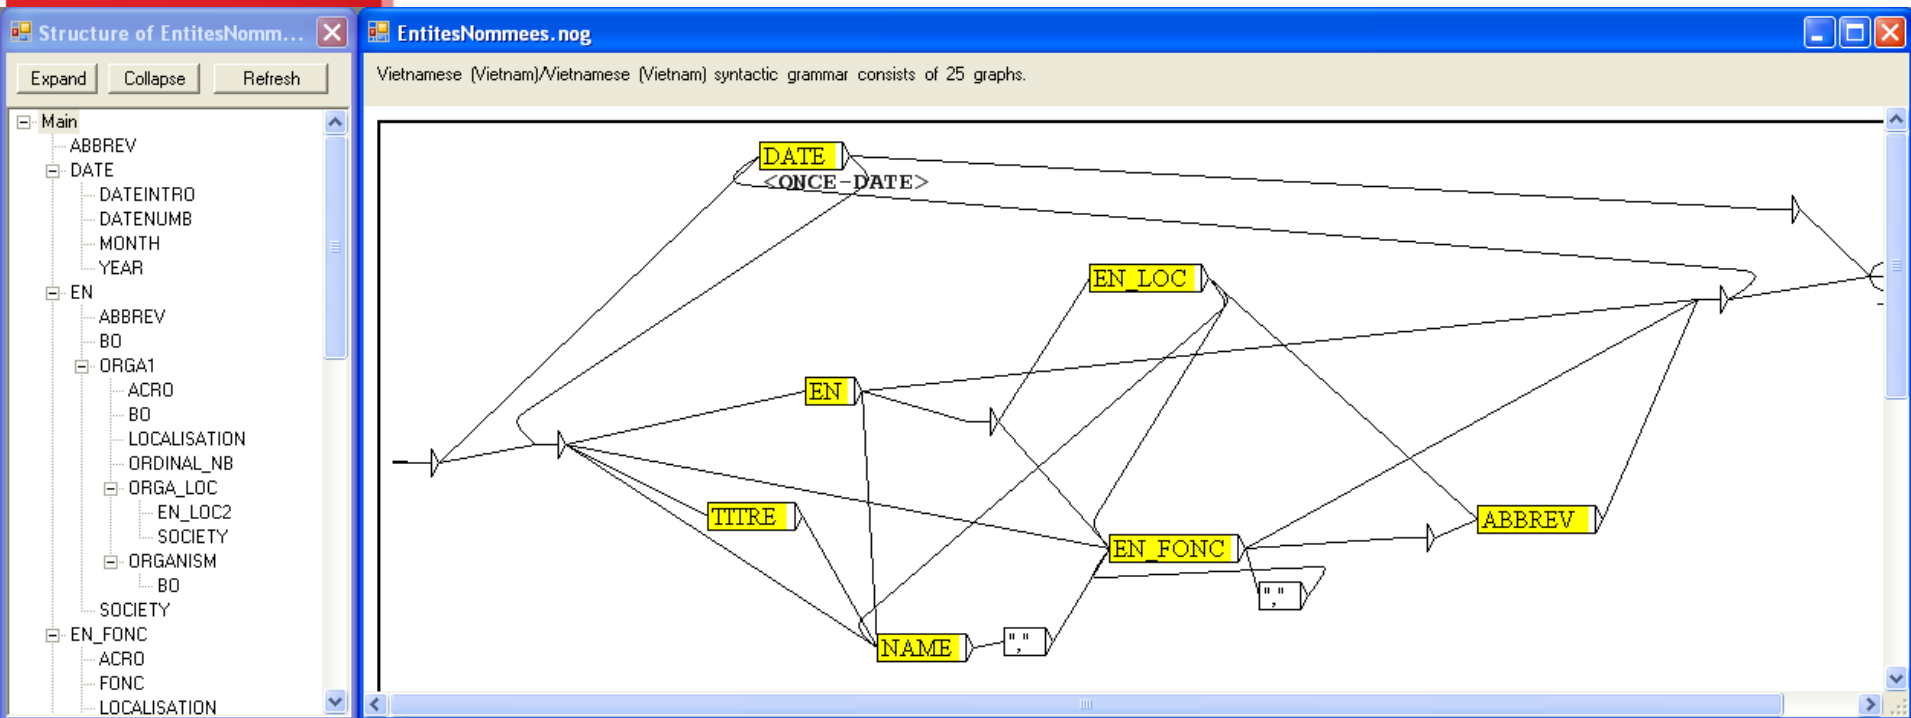 Structure of EntitesNomm...
Expand
Collapse
Refresh
Main
ABBREV
DATE
DATEINTRO
DATENUMB
MONTH
YEAR
EN
ABBREV
BO
ORGA1
ACRO
BO
LOCALISATION
ORDINAL_NB
ORGA_LOC
EN_LOC2
SOCIETY
ORGANISM
BO
SOCIETY
EN_FONC
ACRO
FONC
LOCALISATION
EntitesNommees.nog
Vietnamese (Vietnam)/Vietnamese (Vietnam) syntactic grammar consists of 25 graphs.
DATE
<ONCE-DATE>
EN_LOC
EN
TITRE
ABBREV
EN_FONC
","
NAME
","